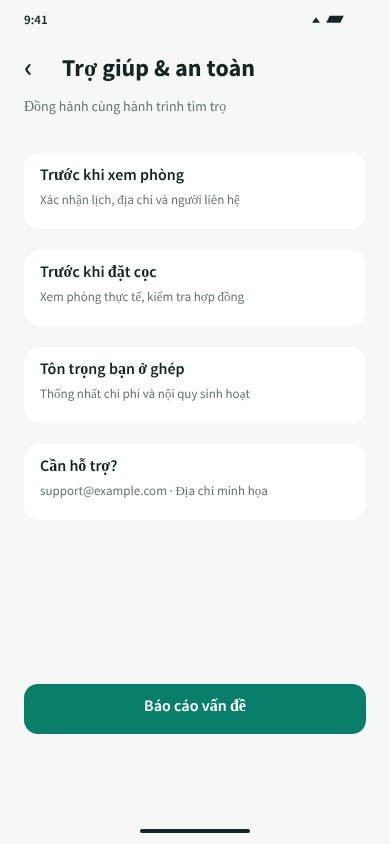 9:41
Trợ giúp & an toàn
Đồng hành cùng hành trình tìm trọ
Trước khi xem phòng
Xác nhận lịch, địa chỉ và người liên hệ
Trước khi đặt cọc
Xem phòng thực tế, kiểm tra hợp đồng
Tôn trọng bạn ở ghép
Thống nhất chi phí và nội quy sinh hoạt
Cần hỗ trợ?
support@example.com · Địa chỉ minh họa
Báo cáo vấn đề